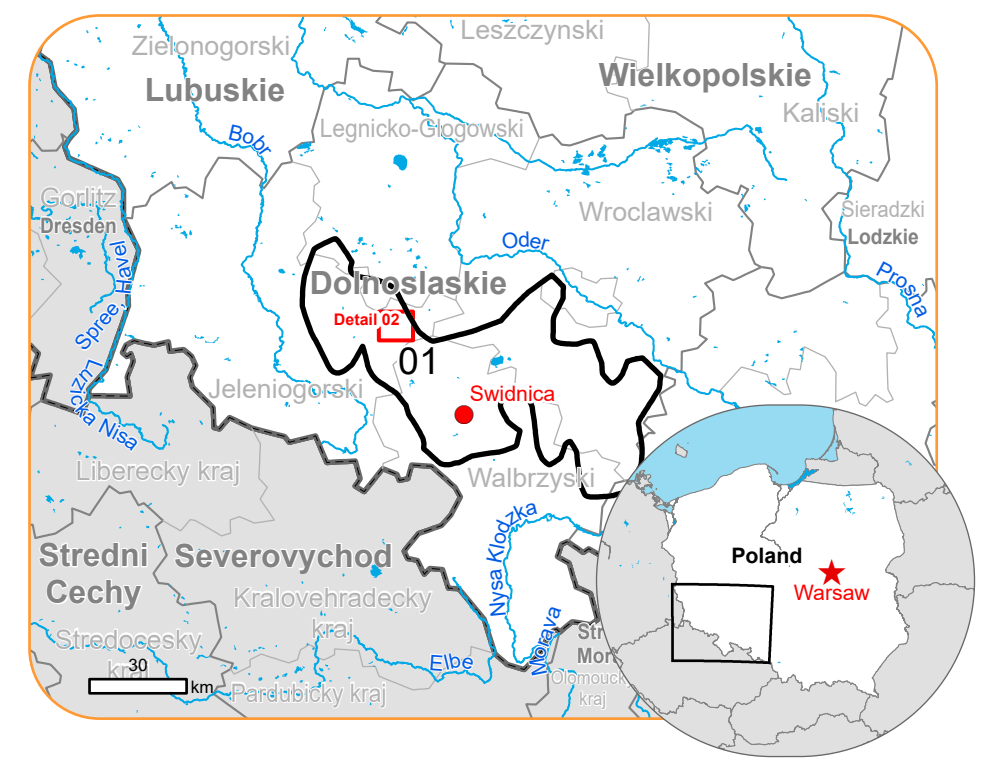 Leszczynski
Zielonogorski
Wielkopolskie
Lubuskie
Kaliski
Legnicko-Glogowski
Bobr
Gorlitz
Dresden
Wroclawski
Sieradzki
Lodzkie
Oder
Spree, Havel
Prosna
Dolnoslaskie
Detail 02
01
Swidnica
Jeleniogorski
Luzicka Nisa
Liberecky kraj
Walbrzyski
Nysa Klodzka
Stredni
Cechy
Severovychod
Poland
Warsaw
Kralovehradecky
kraj
Stredocesky
kraj
Str
Mor
Morava
Elbe
30
km
Pardubicky kraj
Olomoucky
kraj